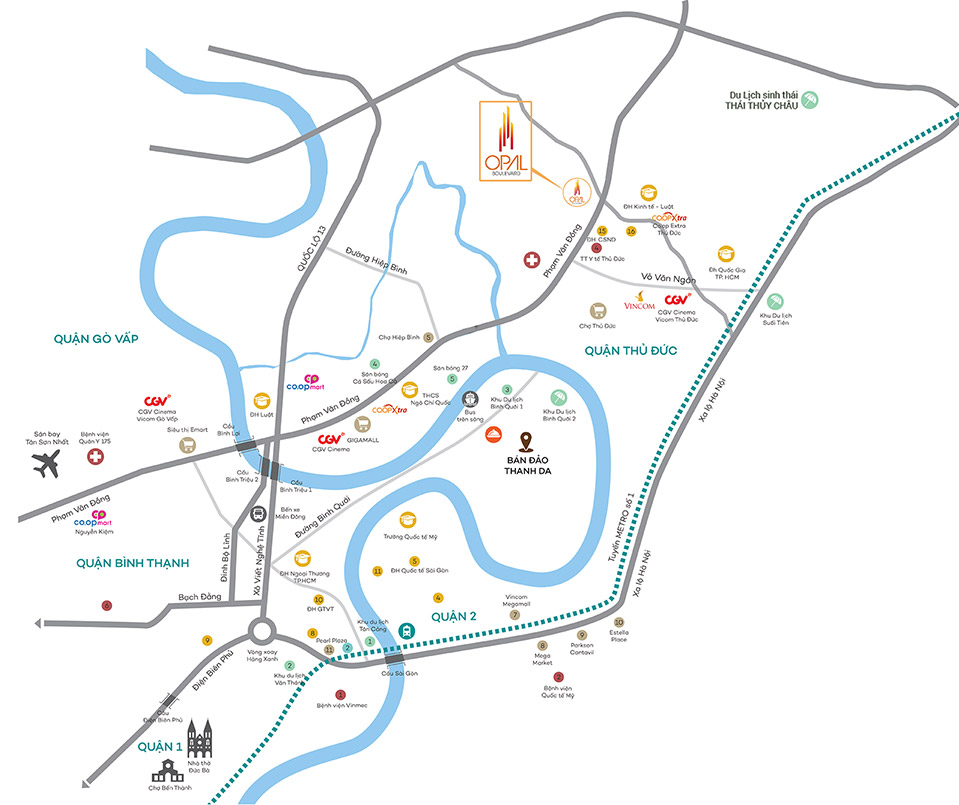 Du Lịch sinh thái
THÁI THỦY CHÂU
OPAL
BOULEVARD
OPAL
ĐH Kinh tế - Luật
COOPXtra
Co.op Extra
Thủ Đức
15
16
ĐH CSND
4
TT Y tế Thủ Đức
QUỐC LỘ 13
Đường Hiệp Bình
Phạm Văn Đồng
Võ Văn Ngân
ĐH Quốc Gia
TP. HCM
VINCOM
CGV
CGV Cinema
Vicom Thủ Đức
Chợ Thủ Đức
Khu Du lịch
Suối Tiên
QUẬN GÒ VẤP
QUẬN THỦ ĐỨC
Chợ Hiệp Bình
5
4
Sân bóng
Cá Sấu Hoa Cà
Sân bóng 27
5
co.opmart
COOPXtra
THCS
Ngô Chí Quốc
Bus
trên sông
3
Khu Du lịch
Bình Quới 1
Khu Du lịch
Bình Quới 2
Xa lộ Hà Nội
CGV
CGV Cinema
Vicom Gò Vấp
ĐH Luật
Phạm Văn Đồng
Siêu thị Emart
Cầu
Bình Lợi
CGV
CGV Cinema
GIGAMALL
BÁN ĐẢO
THANH DA
Sân bay
Tân Sơn Nhất
Bệnh viện
Quân Y 175
Cầu
Bình Triệu 2
Cầu
Bình Triệu 1
Phạm Văn Đồng
co.opmart
Nguyễn Kiệm
Bến xe
Miền Đông
Đường Bình Quới
Trường Quốc tế Mỹ
Tuyến METRO số 1
QUẬN BÌNH THẠNH
Đinh Bộ Lĩnh
Xô Viết Nghệ Tĩnh
ĐH Ngoại Thương
TP.HCM
11
5
ĐH Quốc tế Sài Gòn
Xa lộ Hà Nội
Bạch Đằng
6
10
ĐH GTVT
4
QUẬN 2
Vincom
Megamall
7
Khu du lịch
Tân Cảng
9
8
Pearl Plaza
11
2
1
Vòng xoay
Hàng Xanh
Cầu Sài Gòn
8
Mega
Market
9
Parkson
Cantavil
10
Estella
Place
2
Khu du lịch
Văn Thánh
2
Bệnh viện
Quốc tế Mỹ
Điện Biên Phủ
1
Bệnh viện Vinmec
Cầu
Điện Biên Phủ
QUẬN 1
Nhà thờ
Đức Bà
Chợ Bến Thành